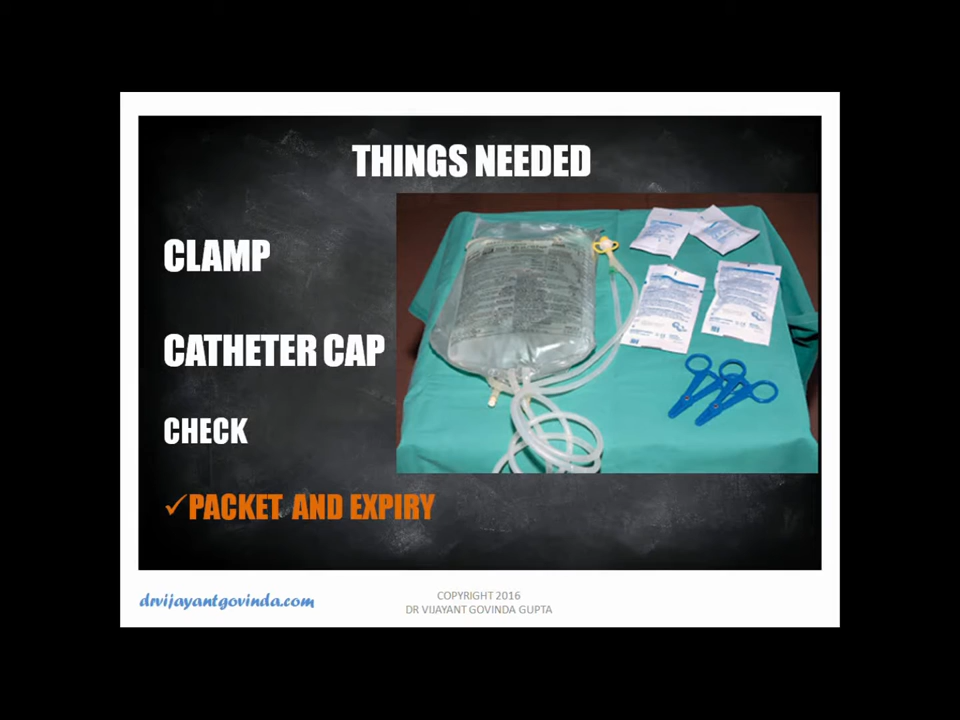 THINGS NEEDED
CLAMP
CATHETER CAP
CHECK
✓PACKET AND EXPIRY
drvijayantgovinda.com
COPYRIGHT 2016
DR VIJAYANT GOVINDA GUPTA